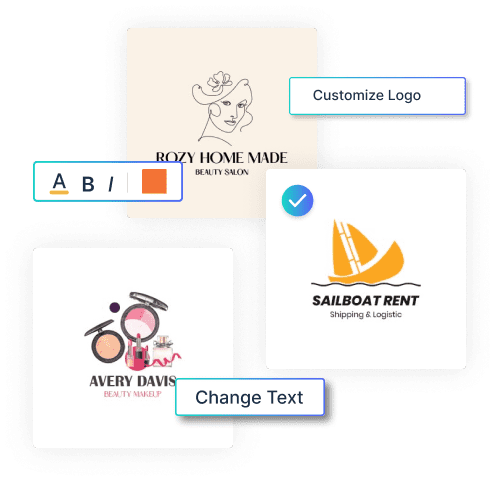 Customize Logo
ROZY HOME MADE
BEAUTY SALON
A B I
SAILBOAT RENT
Shipping & Logistic
AVERY DAVIS
BEAUTY MAKEUP
Change Text